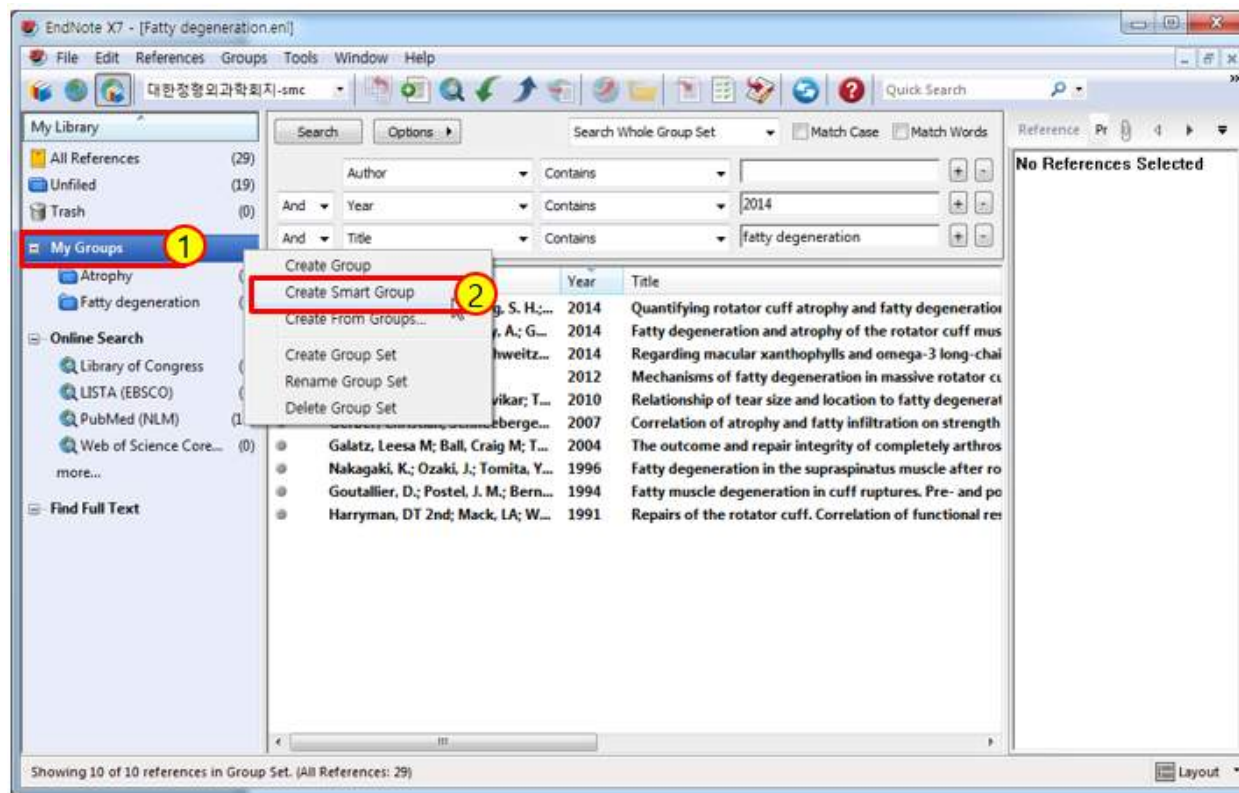 EndNote X7 - [Fatty degeneration.enl]
File Edit References Groups Tools Window Help
대한정형외과학회지-smc Quick Search
My Library
All References (29)
Unfiled (19)
Trash (0)
My Groups 1
Atrophy
Fatty degeneration
Online Search
Library of Congress
LISTA (EBSCO)
PubMed (NLM)
Web of Science Core... (0)
more...
Find Full Text
Search Options Search Whole Group Set Match Case Match Words
Author Contains
And Year Contains 2014
And Title Contains fatty degeneration
Create Group
Create Smart Group 2
Create From Groups...
Create Group Set
Rename Group Set
Delete Group Set
Year Title
S. H.;... 2014 Quantifying rotator cuff atrophy and fatty degeneration
A.; G... 2014 Fatty degeneration and atrophy of the rotator cuff mus
hweitz... 2014 Regarding macular xanthophylls and omega-3 long-chai
2012 Mechanisms of fatty degeneration in massive rotator cu
vikar; T... 2010 Relationship of tear size and location to fatty degenerat
2007 Correlation of atrophy and fatty infiltration on strength
Galatz, Leesa M; Ball, Craig M; T... 2004 The outcome and repair integrity of completely arthros
Nakagaki, K.; Ozaki, J.; Tomita, Y... 1996 Fatty degeneration in the supraspinatus muscle after ro
Goutallier, D.; Postel, J. M.; Bern... 1994 Fatty muscle degeneration in cuff ruptures. Pre- and po
Harryman, DT 2nd; Mack, LA; W... 1991 Repairs of the rotator cuff. Correlation of functional res
Reference Pr
No References Selected
Showing 10 of 10 references in Group Set. (All References: 29)
Layout